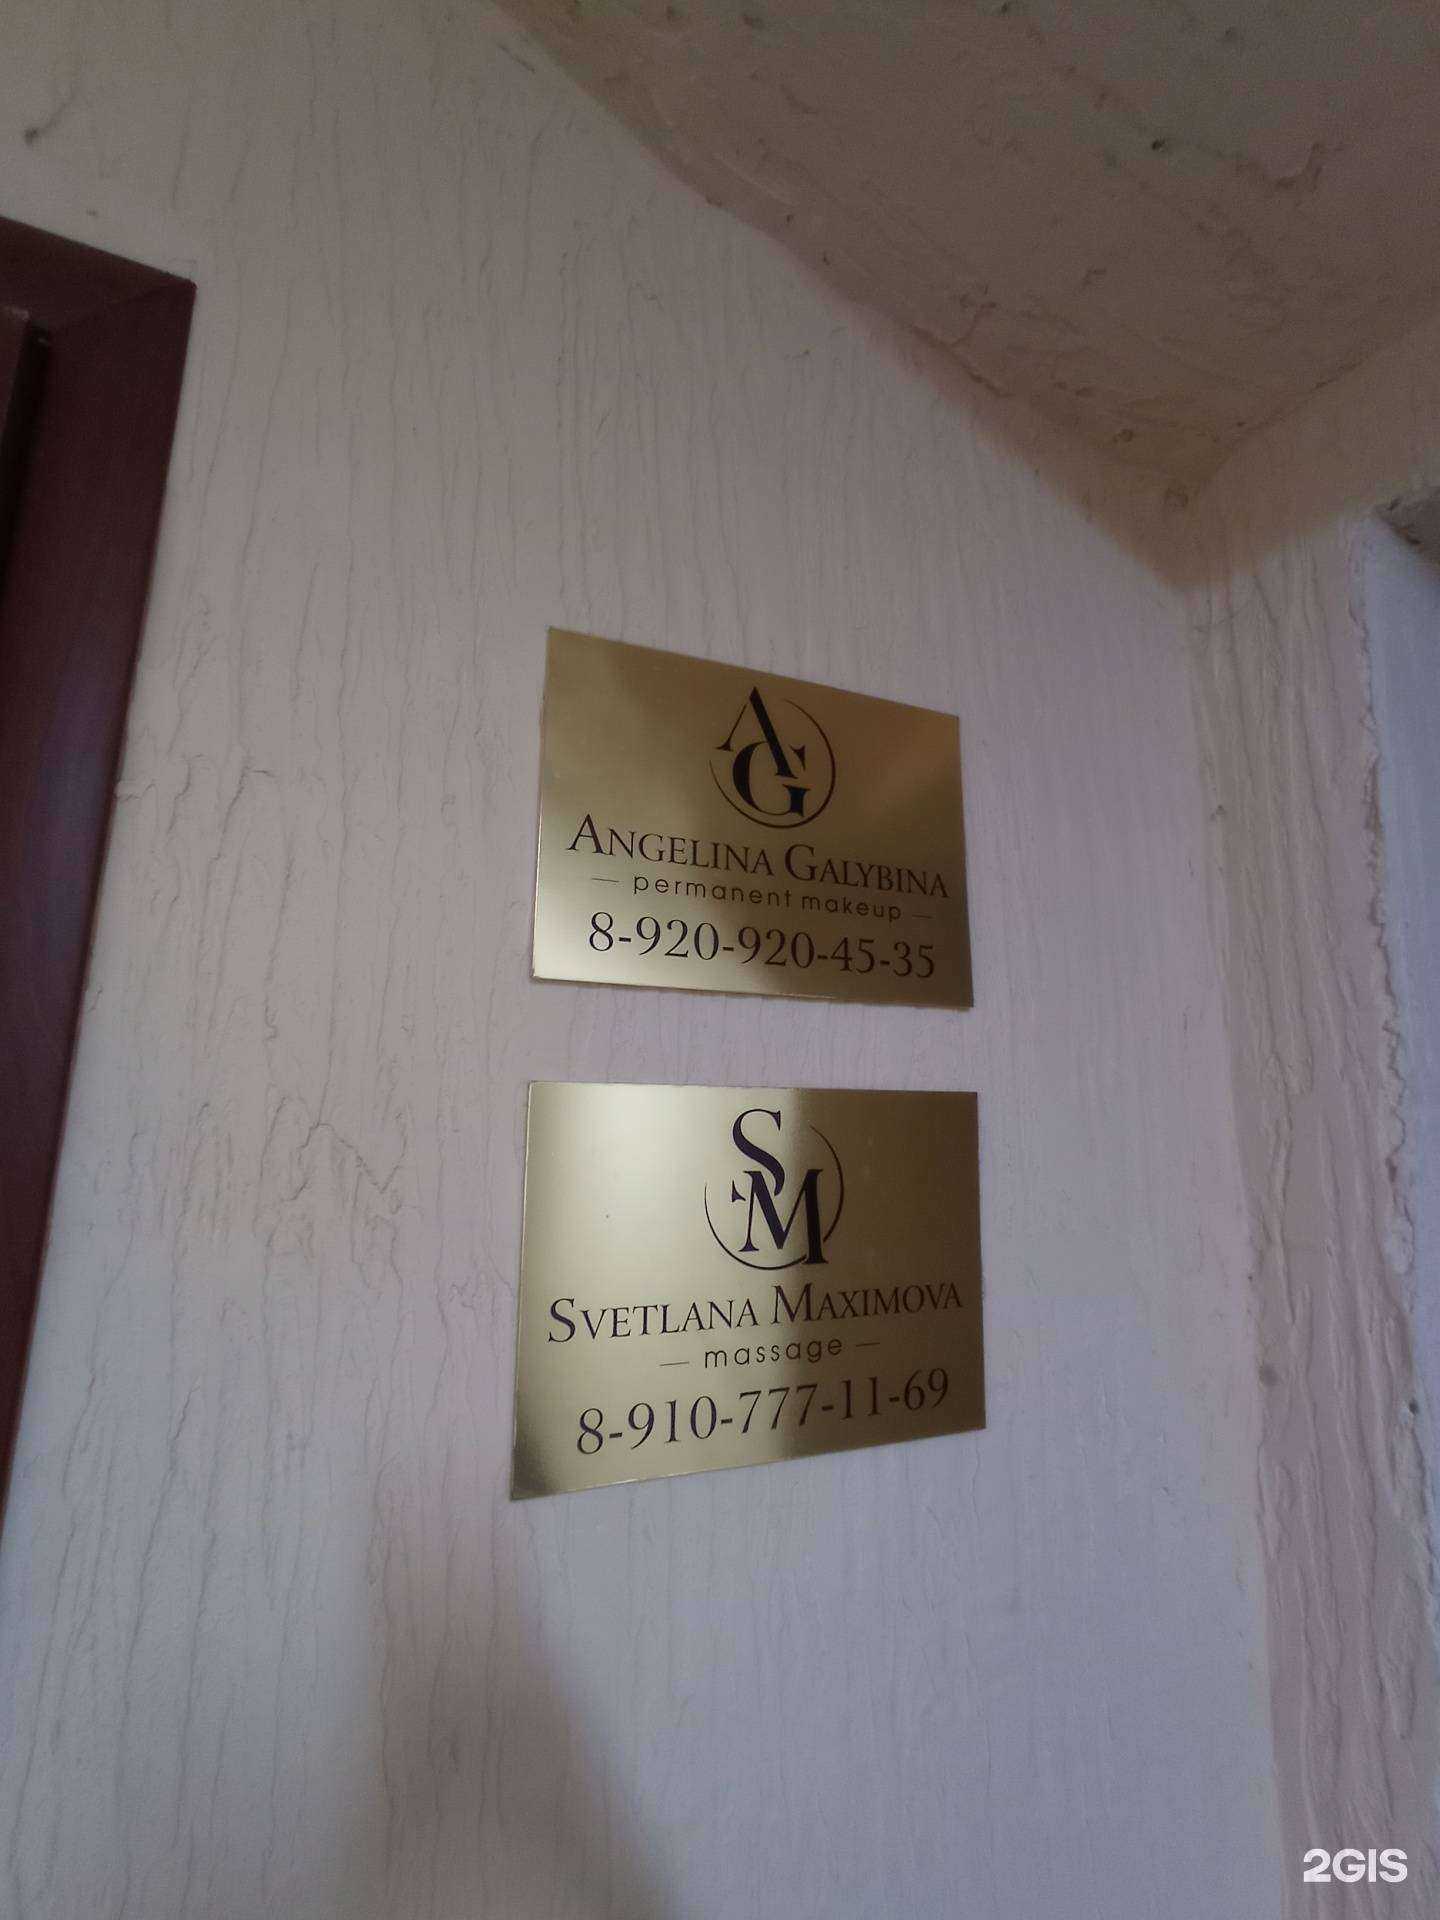 AG
ANGELINA GALYBINA
— permanent makeup —
8-920-920-45-35
SM
SVETLANA MAXIMOVA
— massage —
8-910-777-11-69
2GIS